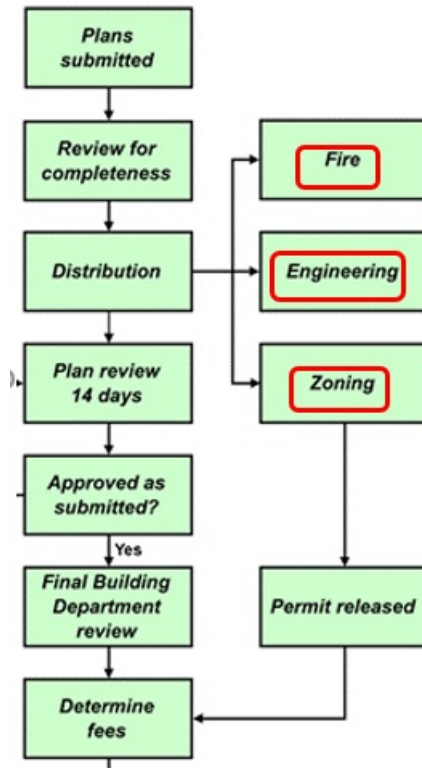 Plans
submitted
Review for
completeness
Fire
Distribution
Engineering
Plan review
14 days
Zoning
Approved as
submitted?
Yes
Final Building
Department
review
Permit released
Determine
fees